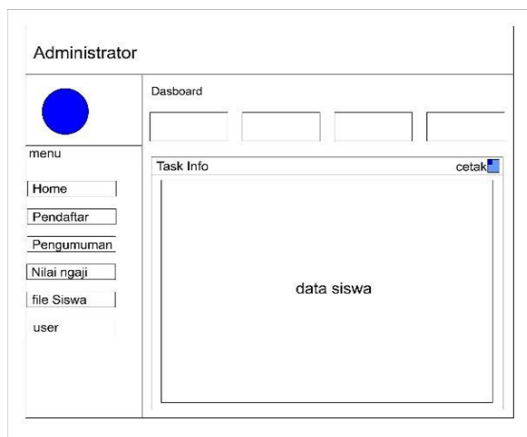 Administrator
Dasboard
menu
Task Info
cetak
Home
Pendaftar
Pengumuman
Nilai ngaji
file Siswa
user
data siswa